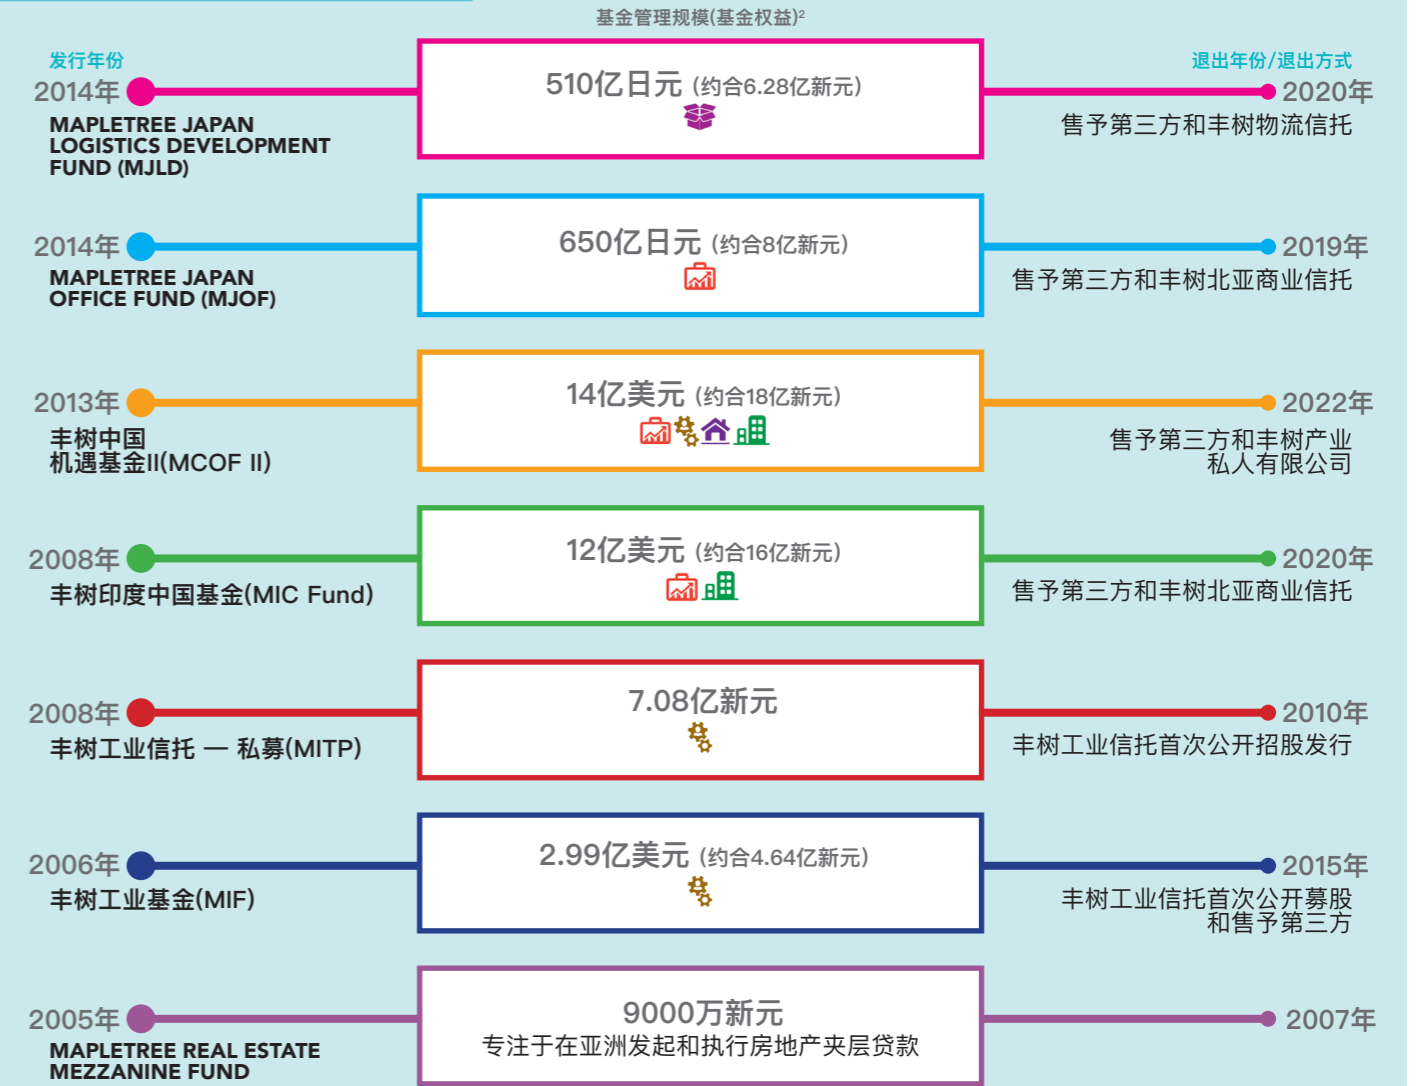 基金管理规模(基金权益)²
发行年份
退出年份/退出方式
2014年
510亿日元 (约合6.28亿新元)
2020年
MAPLETREE JAPAN
LOGISTICS DEVELOPMENT
FUND (MJLD)
售予第三方和丰树物流信托
2014年
650亿日元 (约合8亿新元)
2019年
MAPLETREE JAPAN
OFFICE FUND (MJOF)
售予第三方和丰树北亚商业信托
2013年
14亿美元 (约合18亿新元)
2022年
丰树中国
机遇基金II(MCOF II)
售予第三方和丰树产业
私人有限公司
2008年
12亿美元 (约合16亿新元)
2020年
丰树印度中国基金(MIC Fund)
售予第三方和丰树北亚商业信托
2008年
7.08亿新元
2010年
丰树工业信托 — 私募(MITP)
丰树工业信托首次公开招股发行
2006年
2.99亿美元 (约合4.64亿新元)
2015年
丰树工业基金(MIF)
丰树工业信托首次公开募股
和售予第三方
2005年
9000万新元
专注于在亚洲发起和执行房地产夹层贷款
2007年
MAPLETREE REAL ESTATE
MEZZANINE FUND